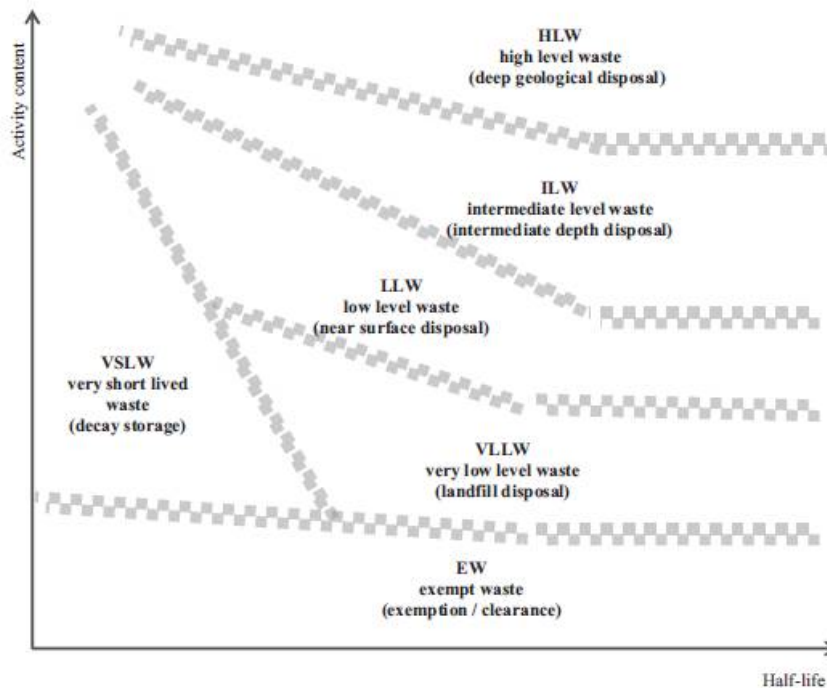 Activity content
HLW
high level waste
(deep geological disposal)
ILW
intermediate level waste
(intermediate depth disposal)
LLW
low level waste
(near surface disposal)
VSLW
very short lived
waste
(decay storage)
VLLW
very low level waste
(landfill disposal)
EW
exempt waste
(exemption / clearance)
Half-life